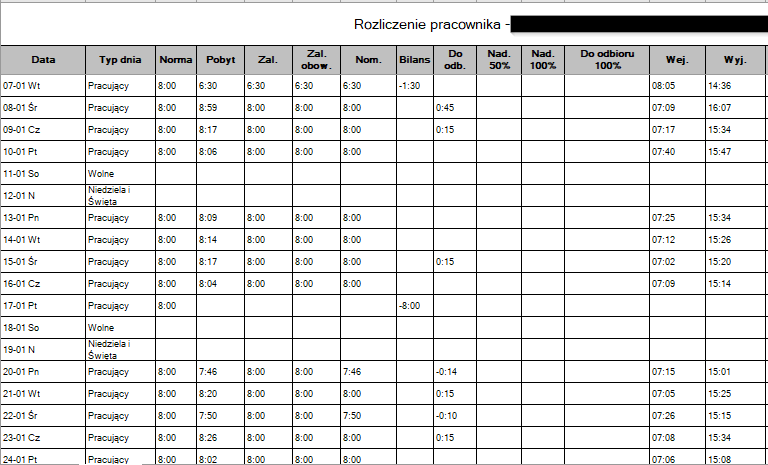 Rozliczenie pracownika -
Data Typ dnia Norma Pobyt Zal. Zal. obow. Nom. Bilans Do odb. Nad. 50% Nad. 100% Do odbioru 100% Wej. Wyj.
07-01 Wt Pracujący 8:00 6:30 6:30 6:30 6:30 -1:30 08:05 14:36
08-01 Śr Pracujący 8:00 8:59 8:00 8:00 8:00 0:45 07:09 16:07
09-01 Cz Pracujący 8:00 8:17 8:00 8:00 8:00 0:15 07:17 15:34
10-01 Pt Pracujący 8:00 8:06 8:00 8:00 8:00 07:40 15:47
11-01 So Wolne
12-01 N Niedziela i Święta
13-01 Pn Pracujący 8:00 8:09 8:00 8:00 8:00 07:25 15:34
14-01 Wt Pracujący 8:00 8:14 8:00 8:00 8:00 07:12 15:26
15-01 Śr Pracujący 8:00 8:17 8:00 8:00 8:00 0:15 07:02 15:20
16-01 Cz Pracujący 8:00 8:04 8:00 8:00 8:00 07:09 15:14
17-01 Pt Pracujący 8:00 -8:00
18-01 So Wolne
19-01 N Niedziela i Święta
20-01 Pn Pracujący 8:00 7:46 8:00 8:00 7:46 -0:14 07:15 15:01
21-01 Wt Pracujący 8:00 8:20 8:00 8:00 8:00 0:15 07:05 15:25
22-01 Śr Pracujący 8:00 7:50 8:00 8:00 7:50 -0:10 07:26 15:15
23-01 Cz Pracujący 8:00 8:26 8:00 8:00 8:00 0:15 07:08 15:34
24-01 Pt Pracujący 8:00 8:02 8:00 8:00 8:00 07:06 15:08